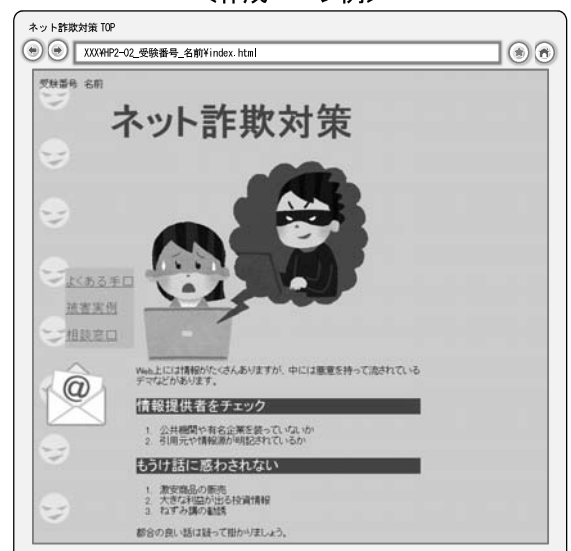 <作成ページ例>
ネット詐欺対策 TOP
XXX¥HP2-02_受験番号_名前¥index.html
受験番号 名前
ネット詐欺対策
よくある手口
被害実例
相談窓口
@
Web上には情報がたくさんありますが、中には悪意を持って流されている
デマなどがあります。
情報提供者をチェック
1. 公共機関や有名企業を装っていないか
2. 引用元や情報源が明記されているか
もうけ話に惑わされない
1. 激安商品の販売
2. 大きな利益が出る投資情報
3. ねずみ講の勧誘
都合の良い話は疑って掛かりましょう。